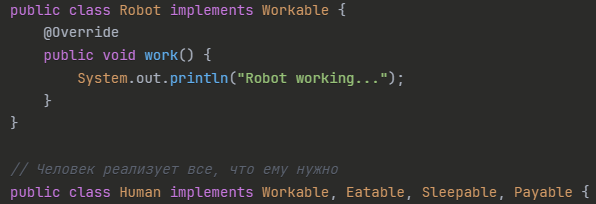 public class Robot implements Workable {
    @Override
    public void work() {
        System.out.println("Robot working...");
    }
}

// Человек реализует все, что ему нужно
public class Human implements Workable, Eatable, Sleepable, Payable {